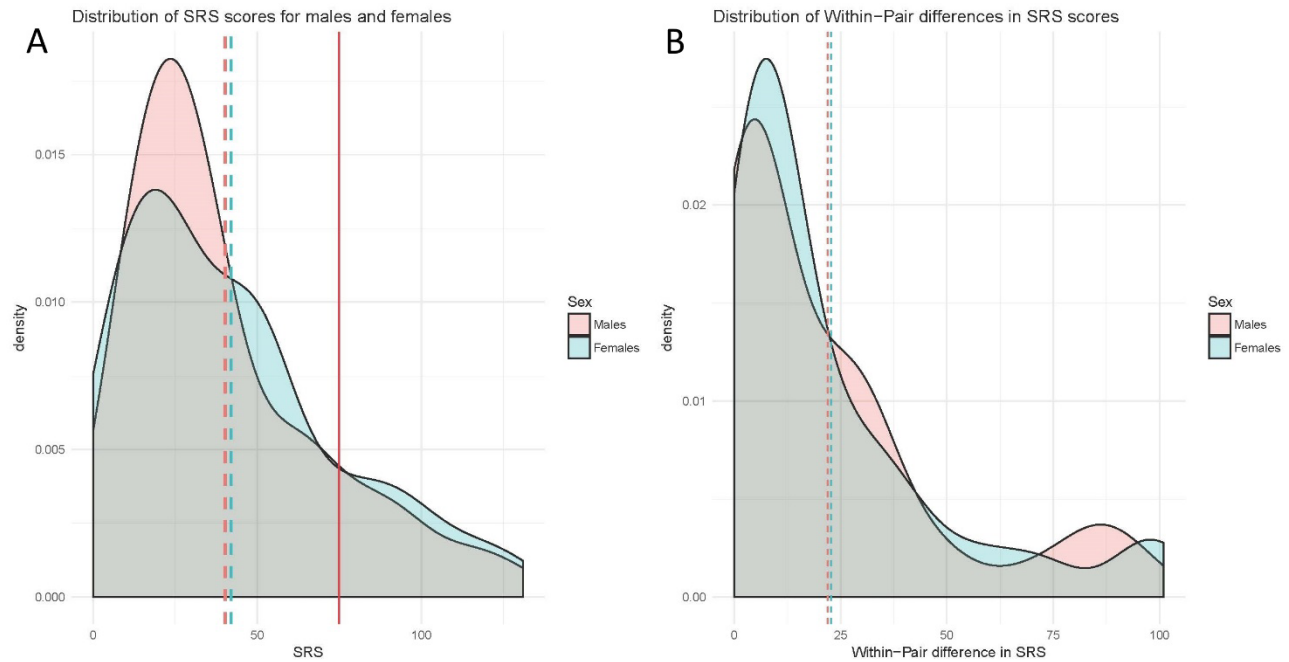 Distribution of SRS scores for males and females
A
0.015
0.010
0.005
0.000
density
0
50
100
SRS
Sex
Males
Females
Distribution of Within-Pair differences in SRS scores
B
0.02
0.01
0.00
density
0
25
50
75
100
Within-Pair difference in SRS
Sex
Males
Females